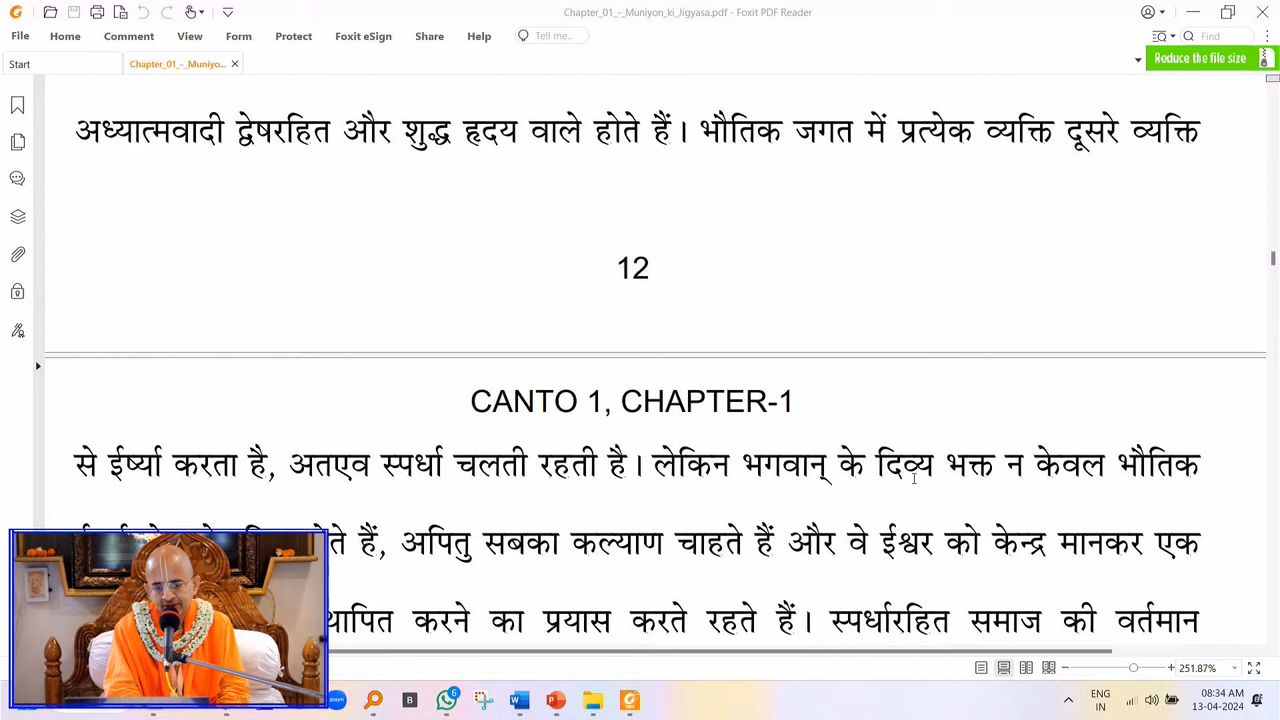 Chapter_01_-_Muniyon_ki_Jigyasa.pdf - Foxit PDF Reader
File Home Comment View Form Protect Foxit eSign Share Help Tell me... Find
Start Chapter_01_-_Muniyo... Reduce the file size
अध्यात्मवादी द्वेषरहित और शुद्ध हृदय वाले होते हैं। भौतिक जगत में प्रत्येक व्यक्ति दूसरे व्यक्ति
12
CANTO 1, CHAPTER-1
से ईर्ष्या करता है, अतएव स्पर्धा चलती रहती है। लेकिन भगवान् के दिव्य भक्त न केवल भौतिक
हैं, अपितु सबका कल्याण चाहते हैं और वे ईश्वर को केन्द्र मानकर एक
करने का प्रयास करते रहते हैं। स्पर्धारहित समाज की वर्तमान
251.87%
zoom B 6 ENG 08:34 AM
IN 13-04-2024